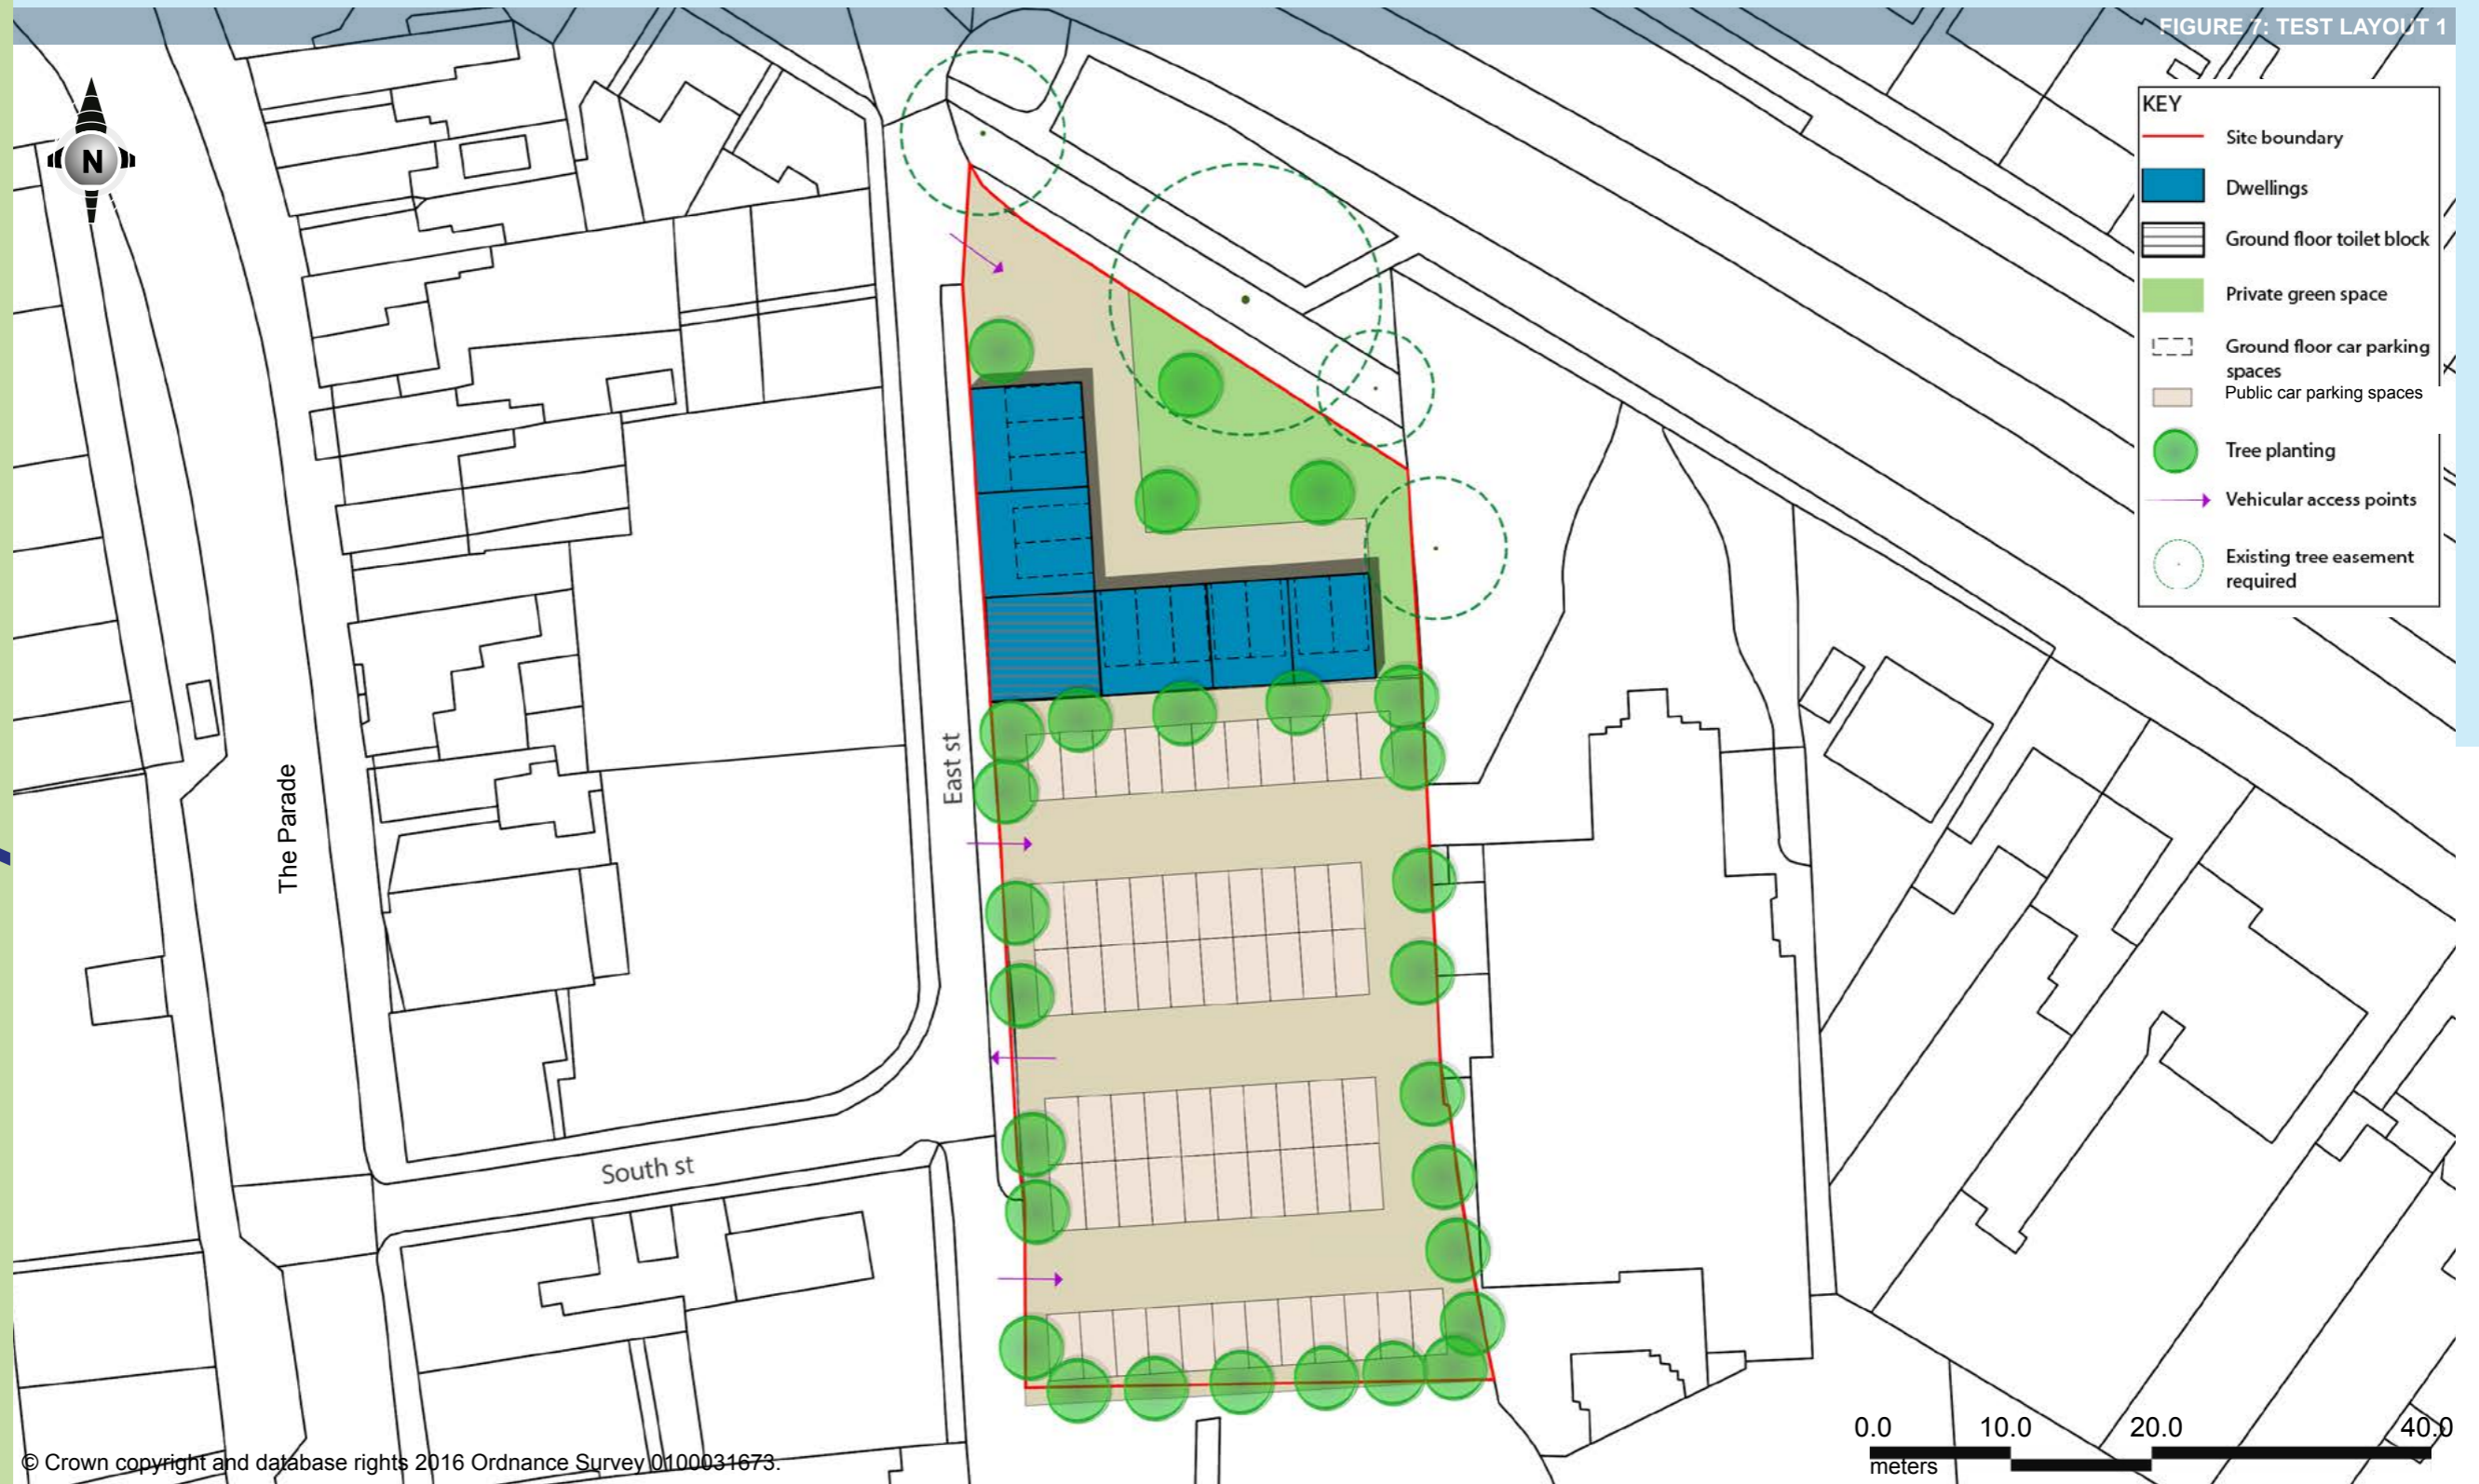 FIGURE 7: TEST LAYOUT 1
N
KEY
Site boundary
Dwellings
Ground floor toilet block
Private green space
Ground floor car parking
spaces
Public car parking spaces
Tree planting
Vehicular access points
Existing tree easement
required
The Parade
East st
South st
0.0 10.0 20.0 40.0
meters
© Crown copyright and database rights 2016 Ordnance Survey 0100031673.